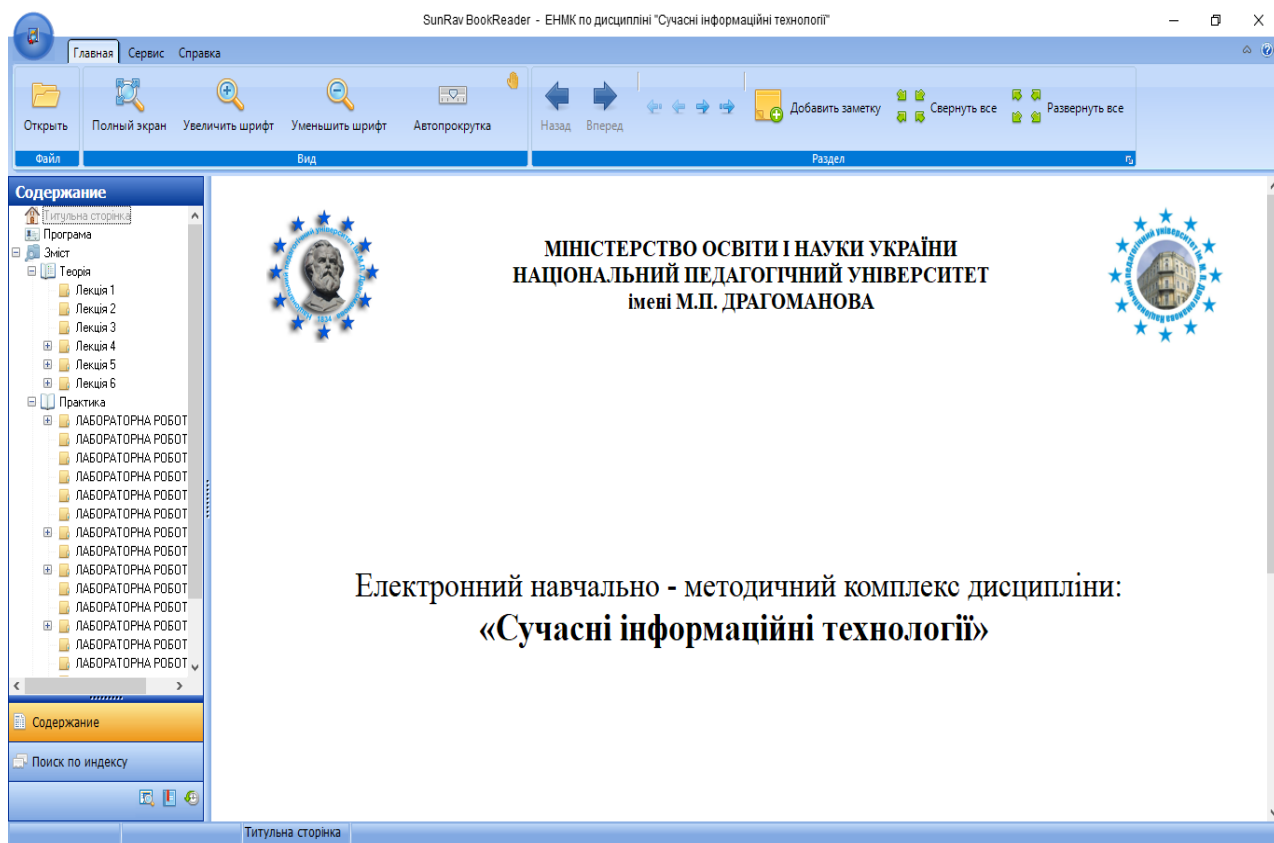 SunRav BookReader - ЕНМК по дисципліні "Сучасні інформаційні технології"
Главная Сервис Справка
Открыть
Полный экран
Увеличить шрифт
Уменьшить шрифт
Автопрокрутка
Назад
Вперед
Добавить заметку
Свернуть все
Развернуть все
Файл
Вид
Раздел
Содержание
Титульна сторінка
Програма
Зміст
Теорія
Лекція 1
Лекція 2
Лекція 3
Лекція 4
Лекція 5
Лекція 6
Практика
ЛАБОРАТОРНА РОБОТ
ЛАБОРАТОРНА РОБОТ
ЛАБОРАТОРНА РОБОТ
ЛАБОРАТОРНА РОБОТ
ЛАБОРАТОРНА РОБОТ
ЛАБОРАТОРНА РОБОТ
ЛАБОРАТОРНА РОБОТ
ЛАБОРАТОРНА РОБОТ
ЛАБОРАТОРНА РОБОТ
ЛАБОРАТОРНА РОБОТ
ЛАБОРАТОРНА РОБОТ
ЛАБОРАТОРНА РОБОТ
ЛАБОРАТОРНА РОБОТ
ЛАБОРАТОРНА РОБОТ
Содержание
Поиск по индексу
МІНІСТЕРСТВО ОСВІТИ І НАУКИ УКРАЇНИ
НАЦІОНАЛЬНИЙ ПЕДАГОГІЧНИЙ УНІВЕРСИТЕТ
імені М.П. ДРАГОМАНОВА
Електронний навчально - методичний комплекс дисципліни:
«Сучасні інформаційні технології»
Титульна сторінка